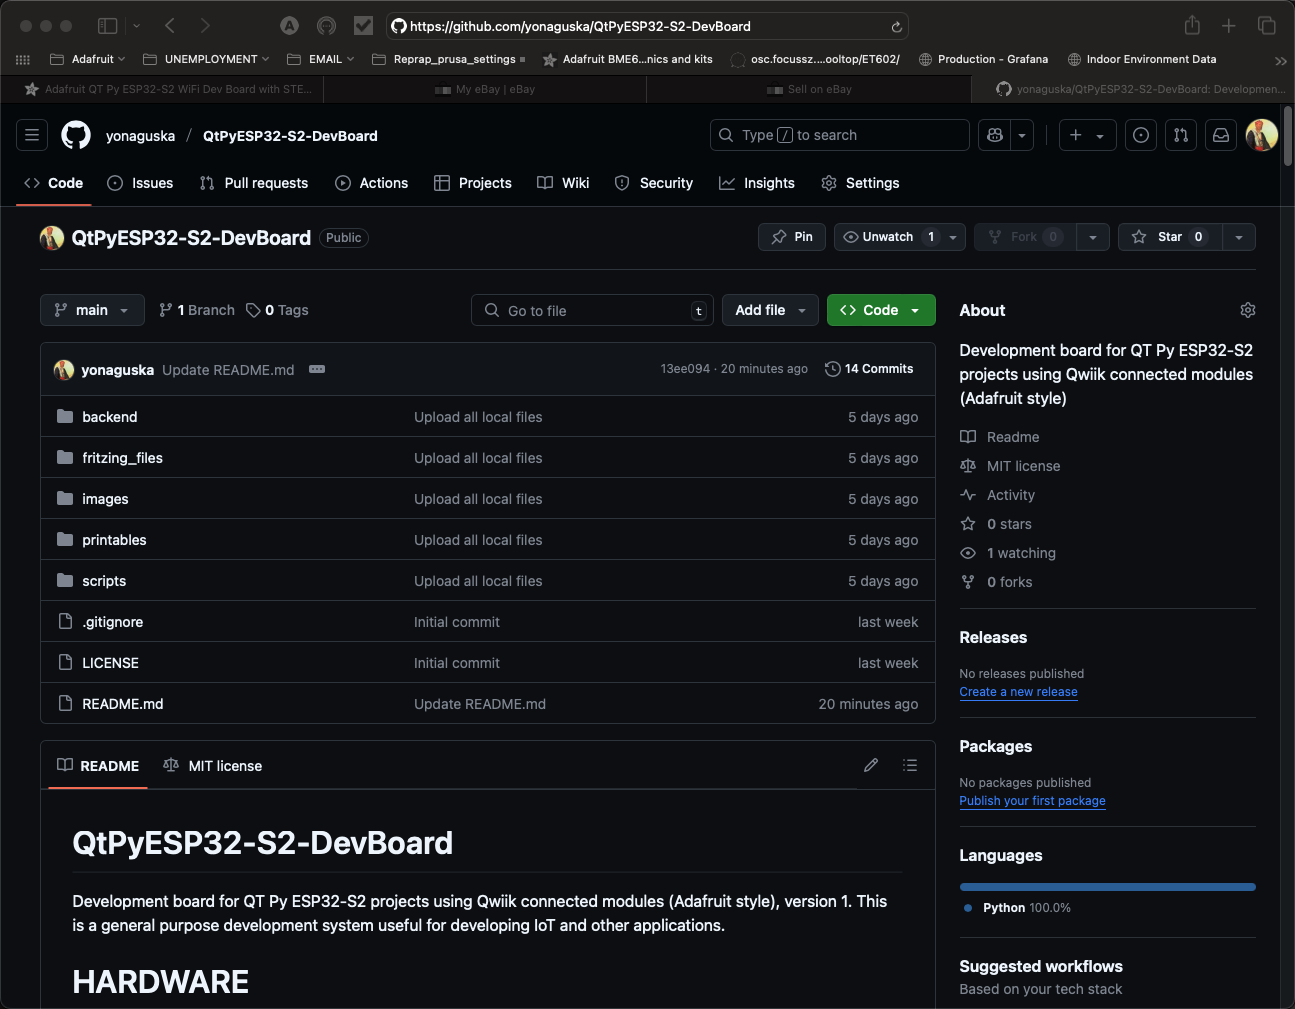 https://github.com/yonaguska/QtPyESP32-S2-DevBoard
Adafruit UNEMPLOYMENT EMAIL Reprap_prusa_settings Adafruit BME6...nics and kits osc.focussz....ooltop/ET602/ Production - Grafana Indoor Environment Data
Adafruit QT Py ESP32-S2 WiFi Dev Board with STE... My eBay | eBay Sell on eBay yonaguska/QtPyESP32-S2-DevBoard: Developmen...
yonaguska / QtPyESP32-S2-DevBoard Type / to search
Code Issues Pull requests Actions Projects Wiki Security Insights Settings
QtPyESP32-S2-DevBoard Public Pin Unwatch 1 Fork 0 Star 0
main 1 Branch 0 Tags Go to file t Add file Code
yonaguska Update README.md 13ee094 · 20 minutes ago 14 Commits
backend Upload all local files 5 days ago
fritzing_files Upload all local files 5 days ago
images Upload all local files 5 days ago
printables Upload all local files 5 days ago
scripts Upload all local files 5 days ago
.gitignore Initial commit last week
LICENSE Initial commit last week
README.md Update README.md 20 minutes ago
README MIT license
QtPyESP32-S2-DevBoard
Development board for QT Py ESP32-S2 projects using Qwiik connected modules (Adafruit style), version 1. This
is a general purpose development system useful for developing IoT and other applications.
HARDWARE
About
Development board for QT Py ESP32-S2
projects using Qwiik connected modules
(Adafruit style)
Readme
MIT license
Activity
0 stars
1 watching
0 forks
Releases
No releases published
Create a new release
Packages
No packages published
Publish your first package
Languages
Python 100.0%
Suggested workflows
Based on your tech stack